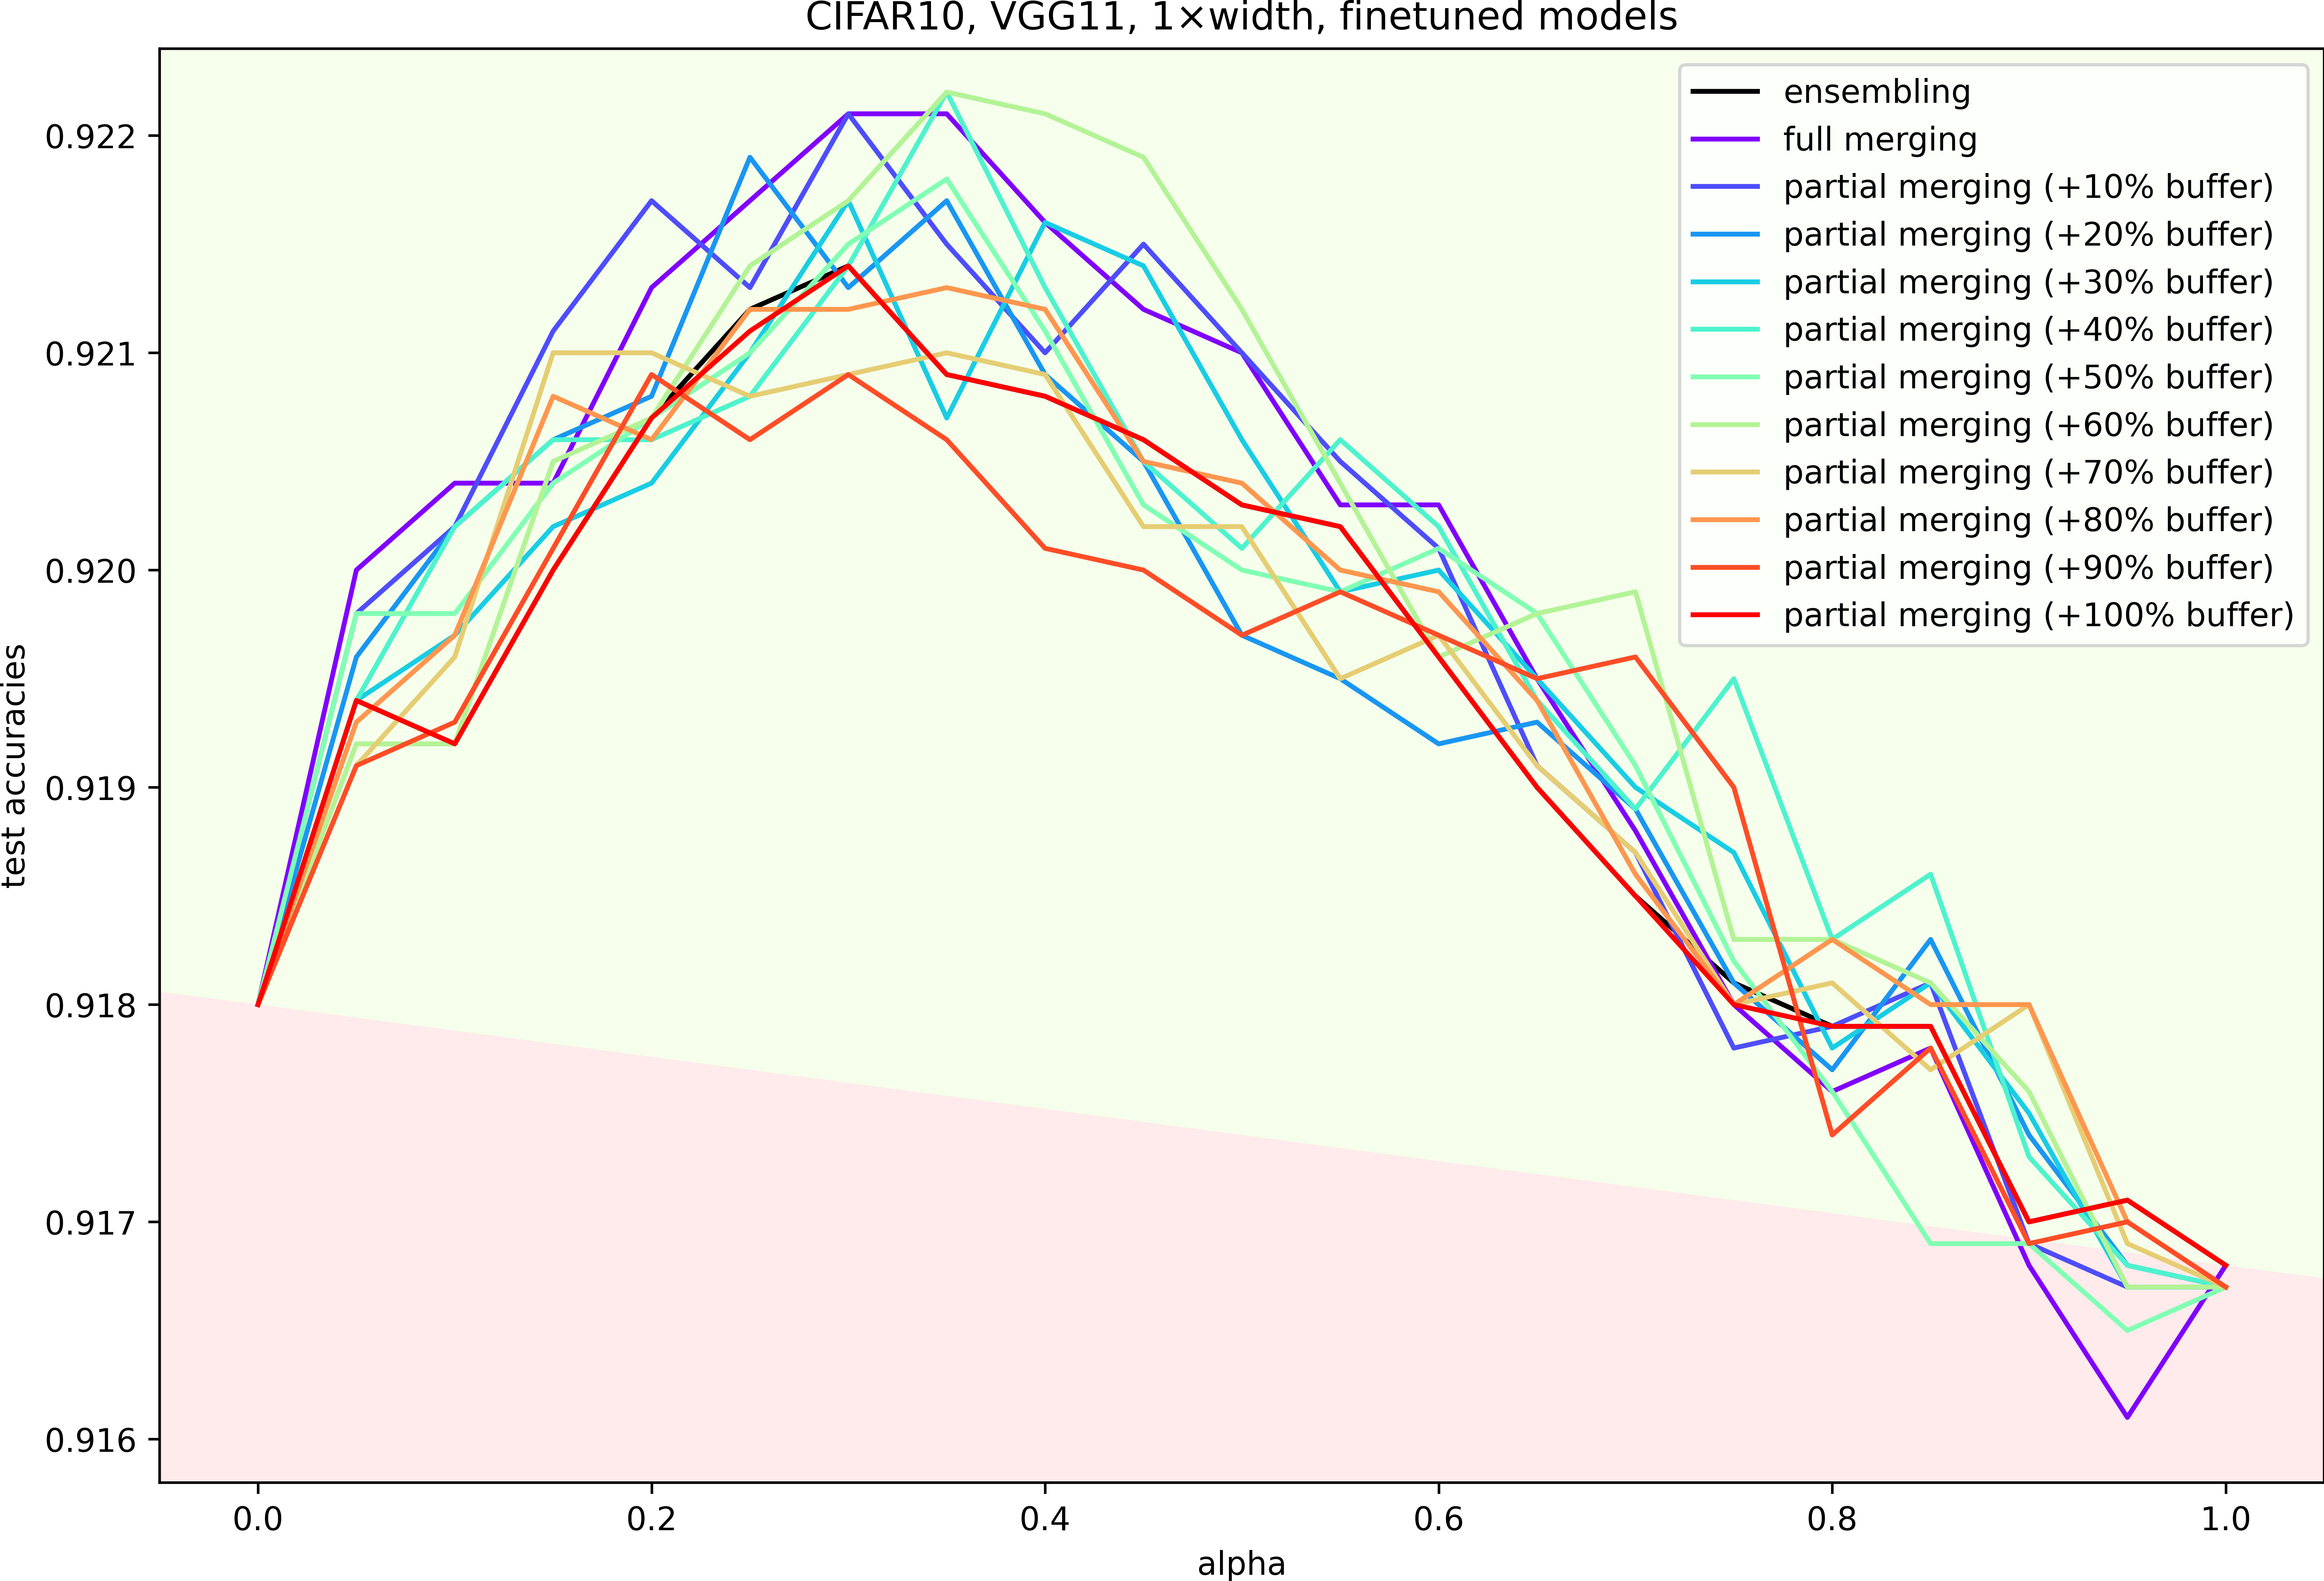 CIFAR10, VGG11, 1×width, finetuned models
ensembling
full merging
partial merging (+10% buffer)
partial merging (+20% buffer)
partial merging (+30% buffer)
partial merging (+40% buffer)
partial merging (+50% buffer)
partial merging (+60% buffer)
partial merging (+70% buffer)
partial merging (+80% buffer)
partial merging (+90% buffer)
partial merging (+100% buffer)
test accuracies
0.922
0.921
0.920
0.919
0.918
0.917
0.916
0.0 0.2 0.4 0.6 0.8 1.0
alpha